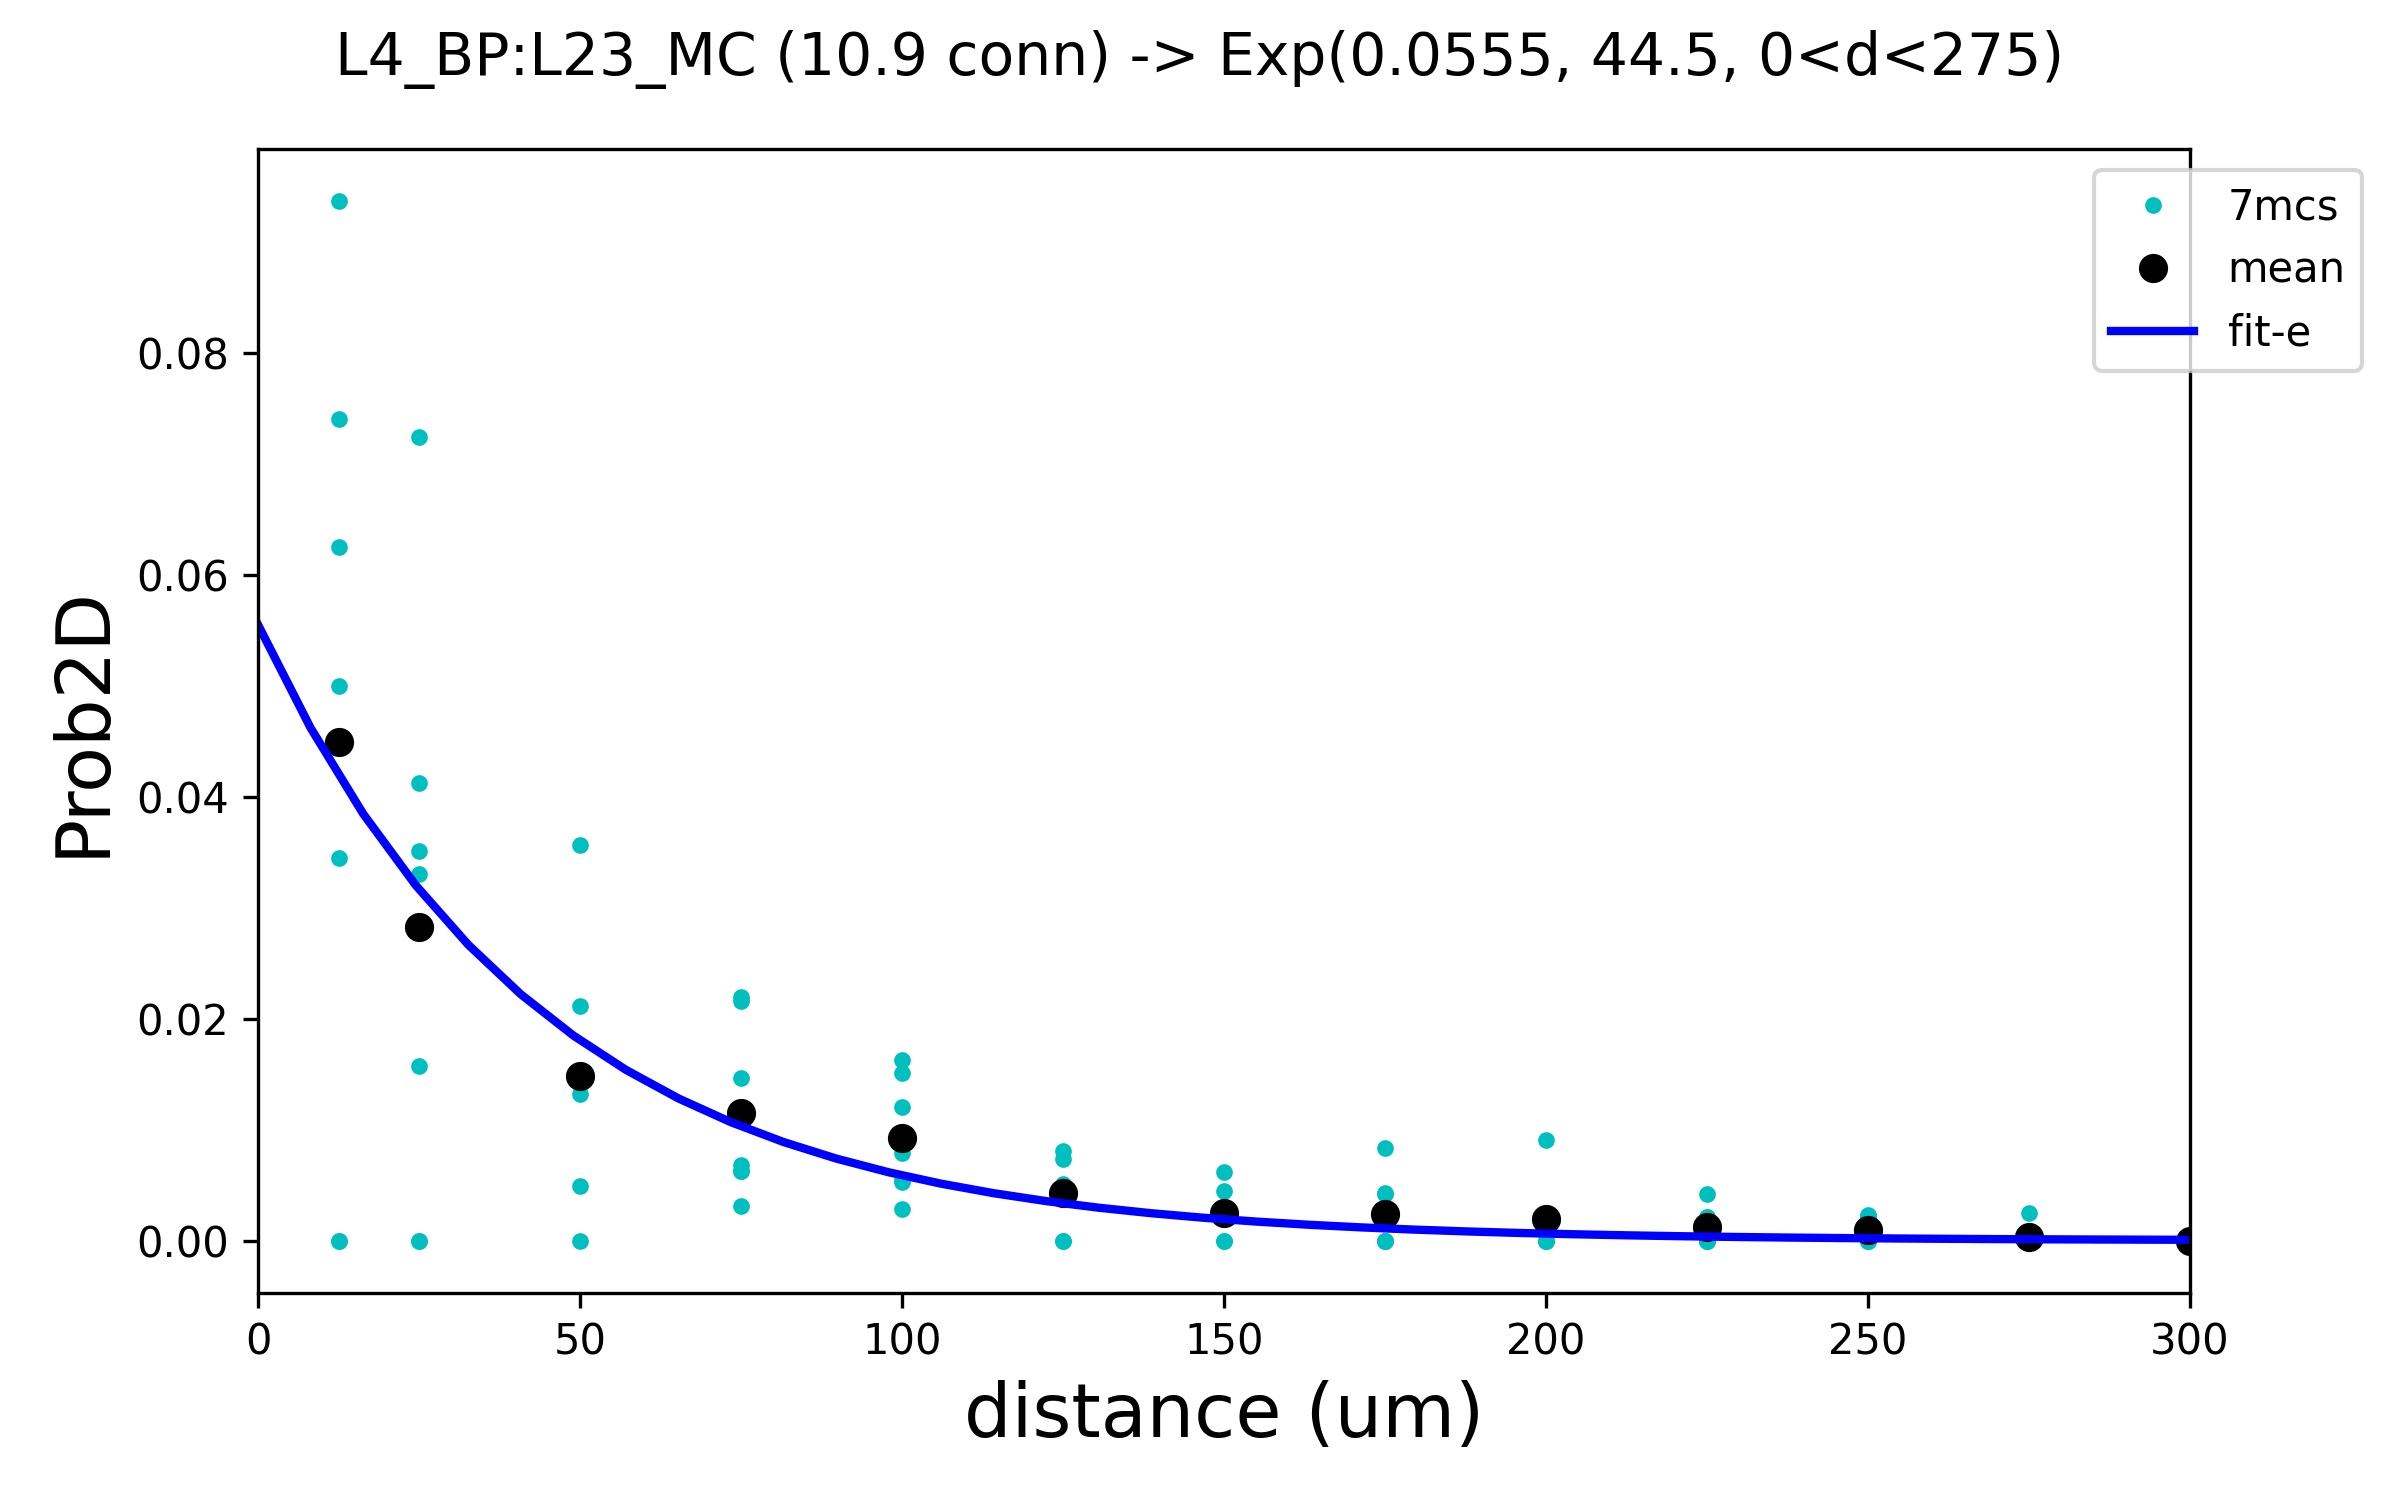 L4_BP:L23_MC (10.9 conn) -> Exp(0.0555, 44.5, 0<d<275)
7mcs
mean
fit-e
Prob2D
0.08
0.06
0.04
0.02
0.00
0 50 100 150 200 250 300
distance (um)